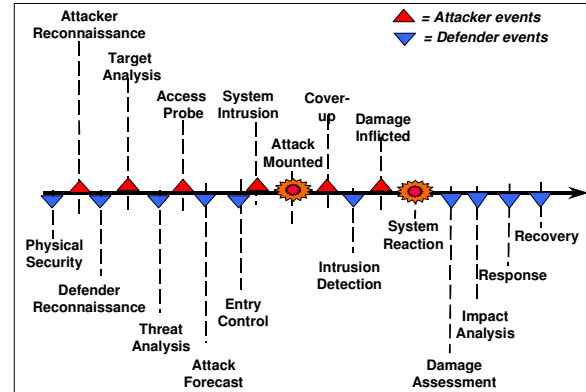 Attacker
Reconnaissance
= Attacker events
= Defender events
Target
Analysis
Access
Probe
System
Intrusion
Attack
Mounted
Cover-
up
Damage
Inflicted
Physical
Security
Defender
Reconnaissance
Threat
Analysis
Attack
Forecast
Entry
Control
Intrusion
Detection
System
Reaction
Damage
Assessment
Impact
Analysis
Response
Recovery